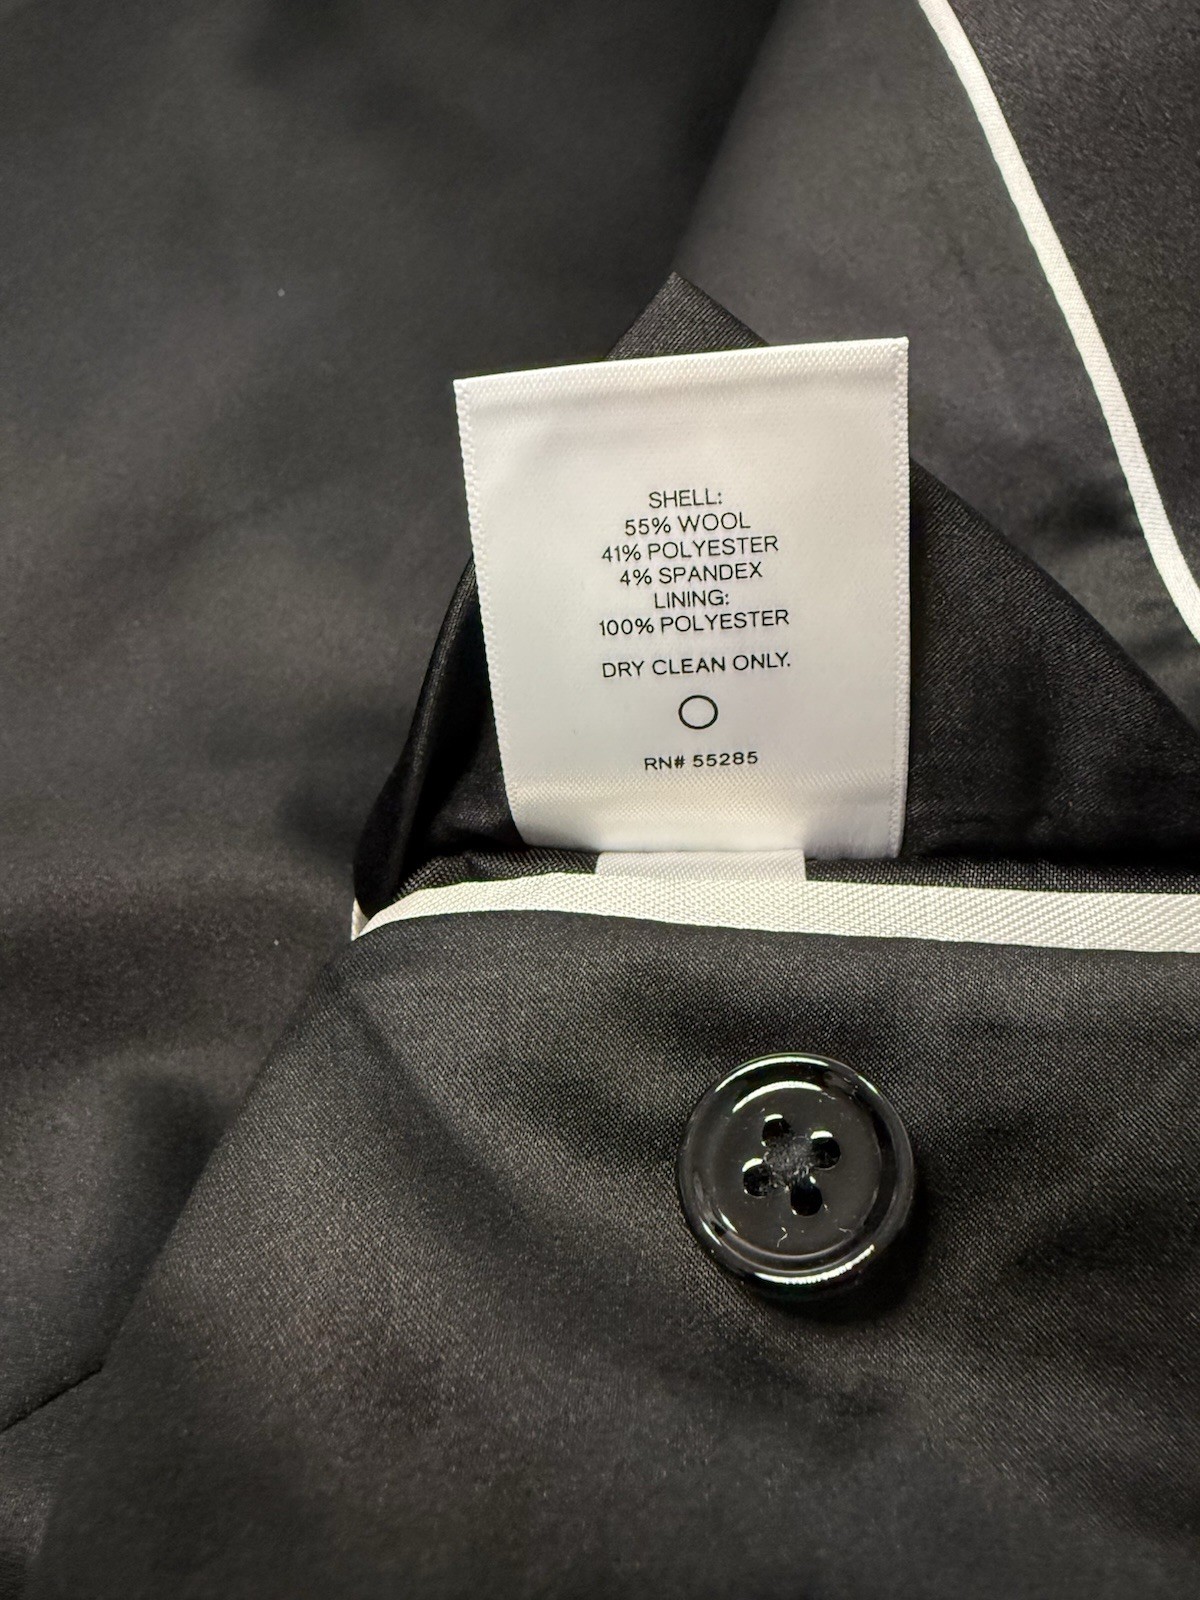 SHELL:
55% WOOL
41% POLYESTER
4% SPANDEX
LINING:
100% POLYESTER
DRY CLEAN ONLY.
RN# 55285